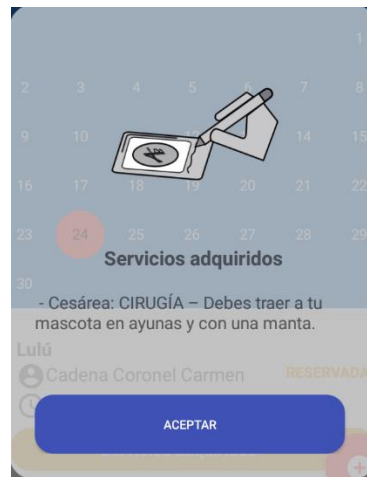 1
2 3 4 5 6 7 8
9 10 14 15
16 17 18 19 20 21 22
23 24 25 26 27 28 29
Servicios adquiridos
30
- Cesárea: CIRUGÍA – Debes traer a tu
mascota en ayunas y con una manta.
Lulú
Cadena Coronel Carmen RESERVADA
ACEPTAR